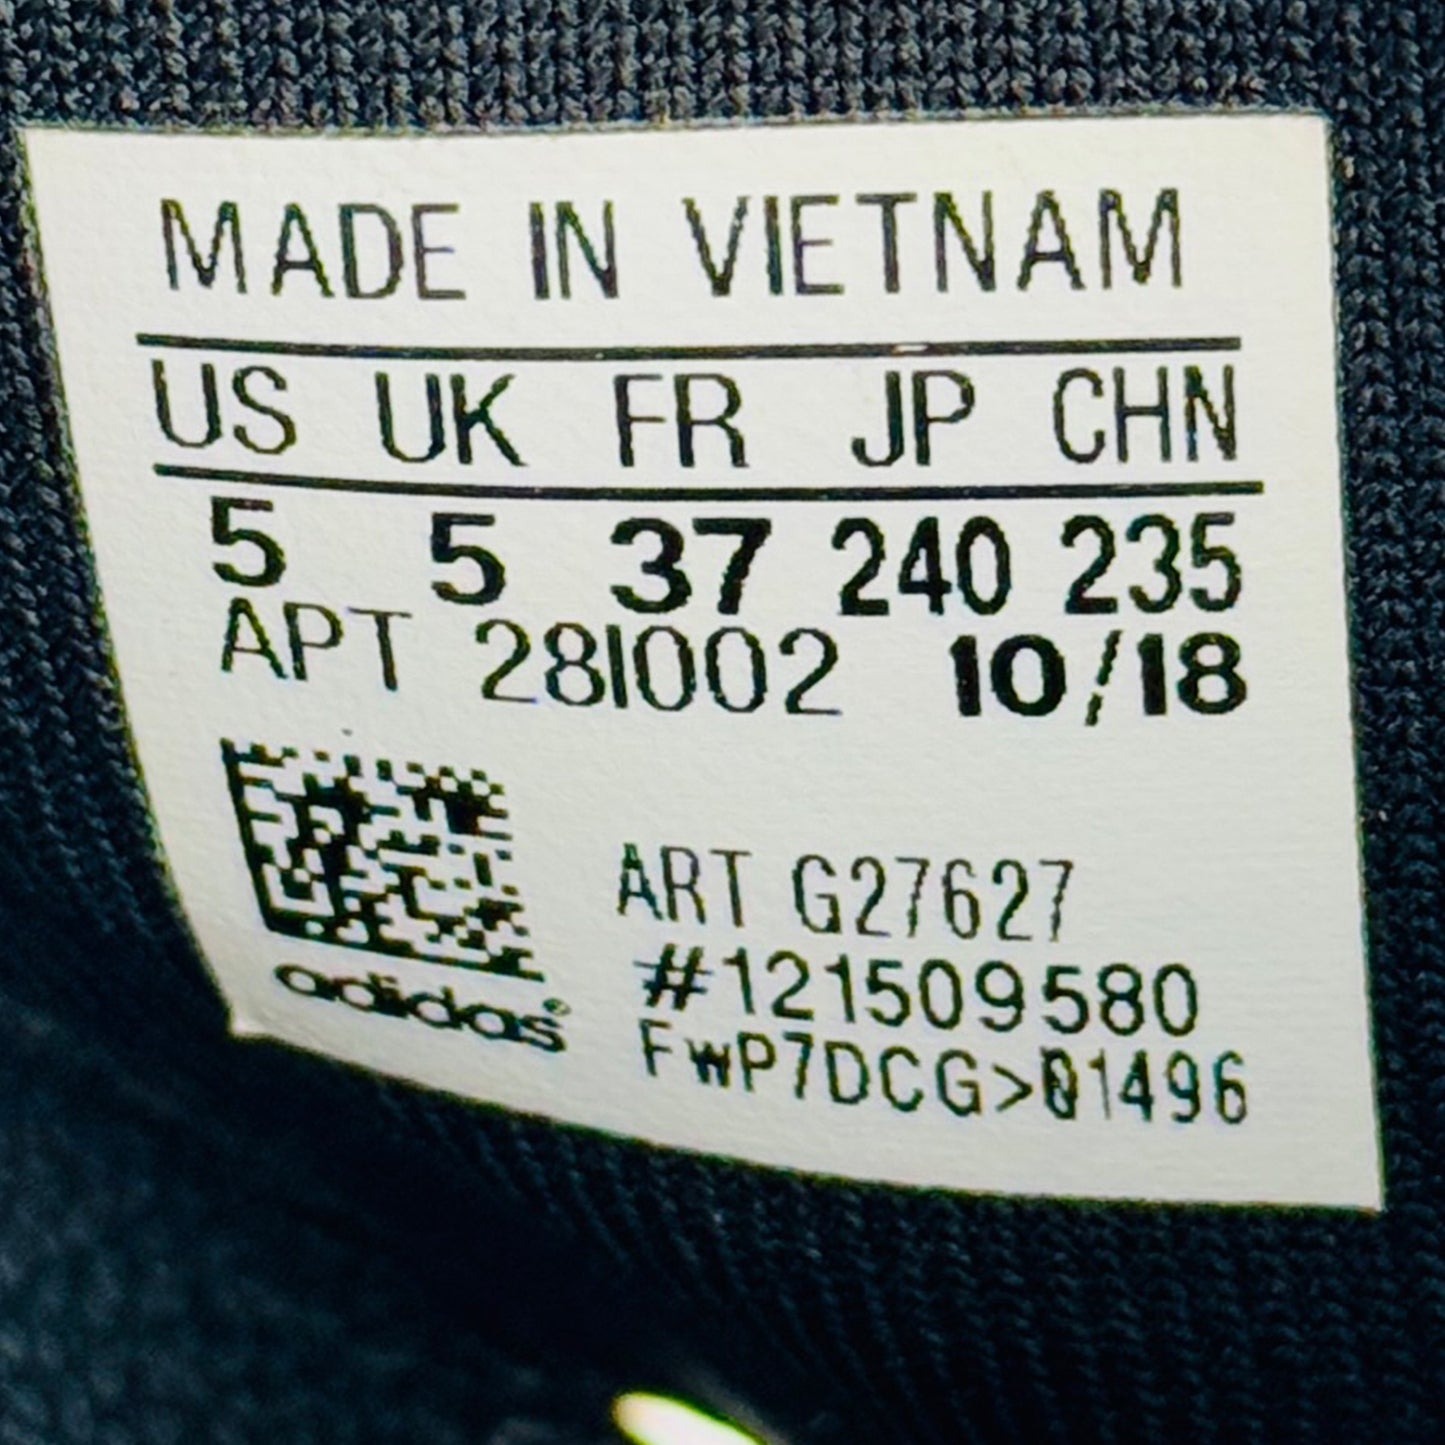 MADE IN VIETNAM
US UK FR JP CHN
5 5 37 240 235
APT 28I002 10/18
ART G27627
#121509580
FwP7DCG>01496
adidas®